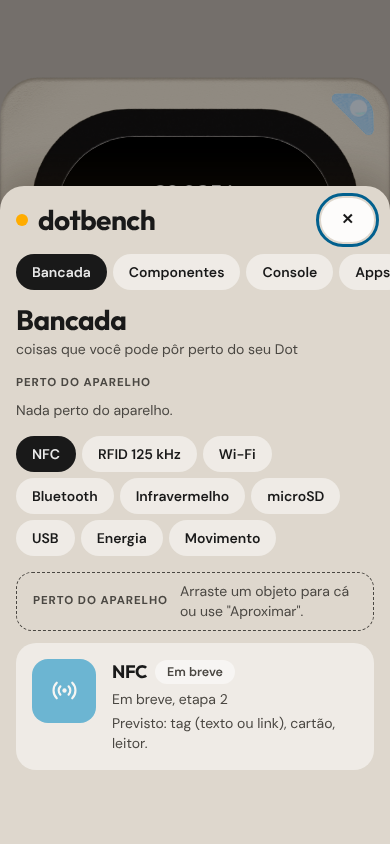 dotbench
×
Bancada Componentes Console Apps
Bancada
coisas que você pode pôr perto do seu Dot
PERTO DO APARELHO
Nada perto do aparelho.
NFC RFID 125 kHz Wi-Fi
Bluetooth Infravermelho microSD
USB Energia Movimento
PERTO DO APARELHO
Arraste um objeto para cá
ou use "Aproximar".
NFC Em breve
Em breve, etapa 2
Previsto: tag (texto ou link), cartão,
leitor.